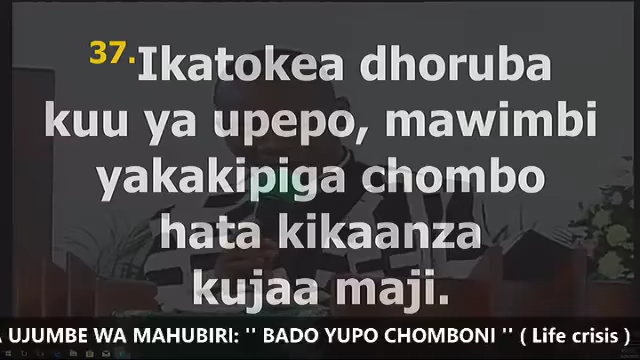 37. Ikatokea dhoruba
kuu ya upepo, mawimbi
yakakipiga chombo
hata kikaanza
kujaa maji.
UJUMBE WA MAHUBIRI: '' BADO YUPO CHOMBONI '' ( Life crisis )